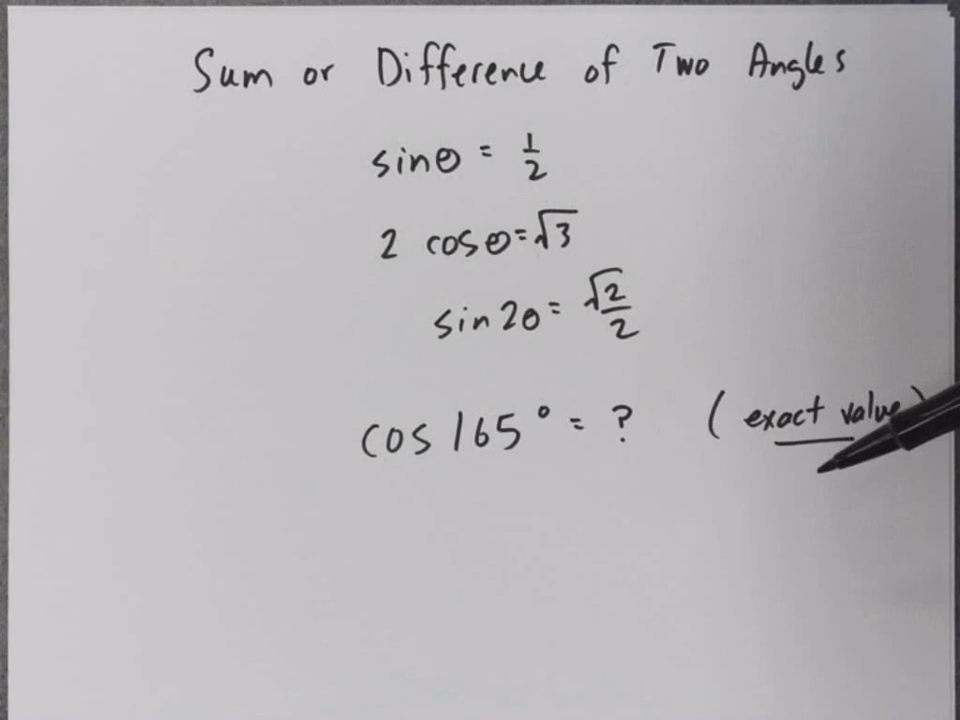 Sum or Difference of Two Angles
sinθ = 1/2
2 cosθ = √3
sin 2θ = √2/2
cos 165° = ? (exact value)